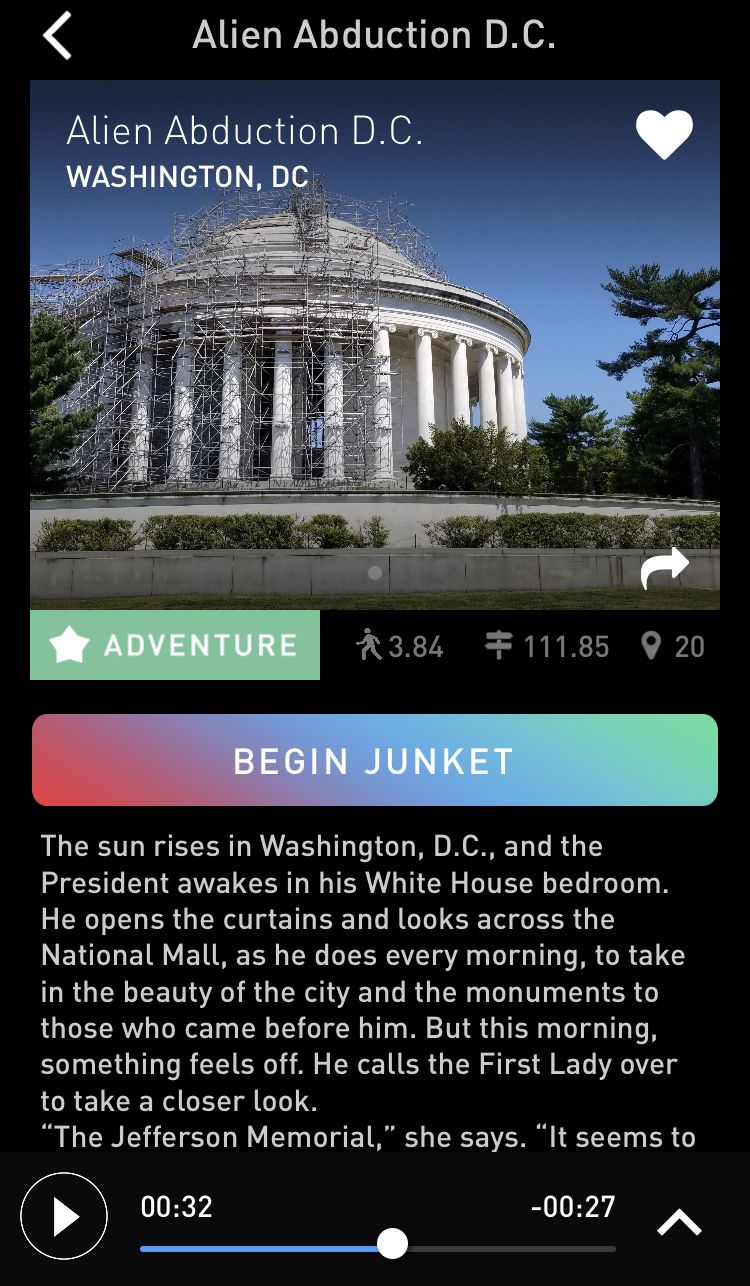 Alien Abduction D.C.
Alien Abduction D.C.
WASHINGTON, DC
ADVENTURE
3.84
111.85
20
BEGIN JUNKET
The sun rises in Washington, D.C., and the
President awakes in his White House bedroom.
He opens the curtains and looks across the
National Mall, as he does every morning, to take
in the beauty of the city and the monuments to
those who came before him. But this morning,
something feels off. He calls the First Lady over
to take a closer look.
“The Jefferson Memorial,” she says. “It seems to
00:32
-00:27